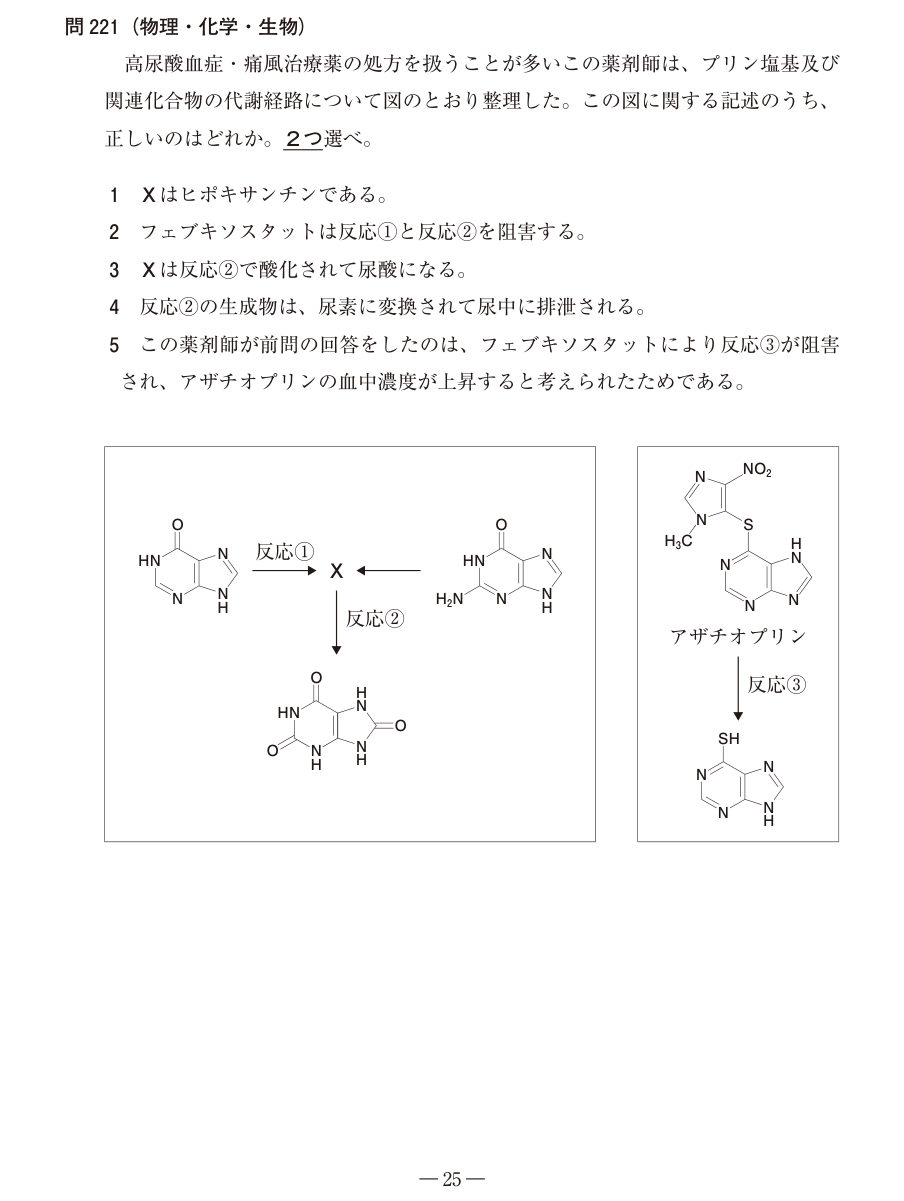 問221（物理・化学・生物）
高尿酸血症・痛風治療薬の処方を扱うことが多いこの薬剤師は、プリン塩基及び
関連化合物の代謝経路について図のとおり整理した。この図に関する記述のうち、
正しいのはどれか。２つ選べ。
1 Xはヒポキサンチンである。
2 フェブキソスタットは反応①と反応②を阻害する。
3 Xは反応②で酸化されて尿酸になる。
4 反応②の生成物は、尿素に変換されて尿中に排泄される。
5 この薬剤師が前問の回答をしたのは、フェブキソスタットにより反応③が阻害
され、アザチオプリンの血中濃度が上昇すると考えられたためである。
O
HN
N
N
N
H
反応①
X
O
HN
N
H₂N
N
N
H
反応②
O
HN
H
N
O
O
N
H
N
H
N
NO₂
N
H₃C
S
N
H
N
N
N
アザチオプリン
反応③
SH
N
N
N
N
H
― 25 ―